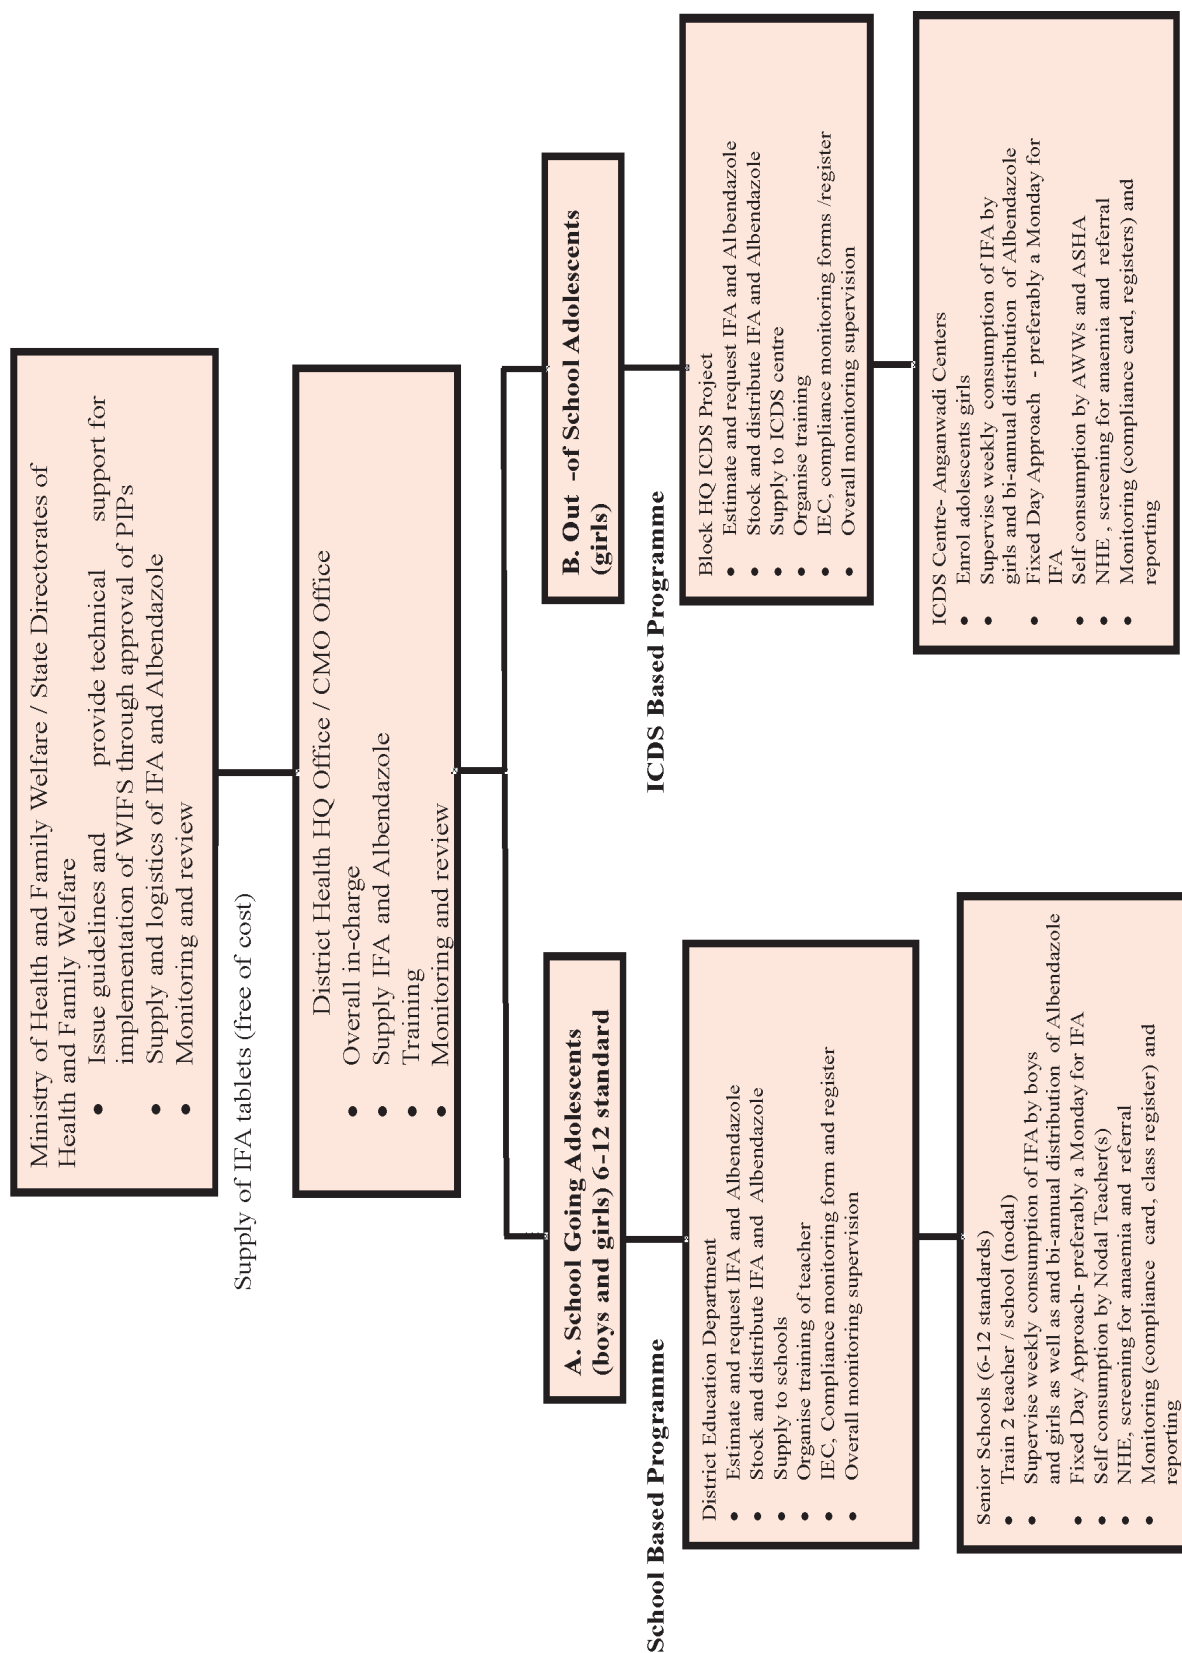 Ministry of Health and Family Welfare / State Directorates of
Health and Family Welfare
• Issue guidelines and provide technical support for
implementation of WIFS through approval of PIPs
• Supply and logistics of IFA and Albendazole
• Monitoring and review
Supply of IFA tablets (free of cost)
District Health HQ Office / CMO Office
• Overall in-charge
• Supply IFA and Albendazole
• Training
• Monitoring and review
A. School Going Adolescents
(boys and girls) 6-12 standard
School Based Programme
District Education Department
• Estimate and request IFA and Albendazole
• Stock and distribute IFA and Albendazole
• Supply to schools
• Organise training of teacher
• IEC, Compliance monitoring form and register
• Overall monitoring supervision
Senior Schools (6-12 standards)
• Train 2 teacher / school (nodal)
• Supervise weekly consumption of IFA by boys
and girls as well as and bi-annual distribution of Albendazole
• Fixed Day Approach- preferably a Monday for IFA
• Self consumption by Nodal Teacher(s)
• NHE, screening for anaemia and referral
• Monitoring (compliance card, class register) and
reporting
B. Out -of School Adolescents
(girls)
ICDS Based Programme
Block HQ ICDS Project
• Estimate and request IFA and Albendazole
• Stock and distribute IFA and Albendazole
• Supply to ICDS centre
• Organise training
• IEC, compliance monitoring forms /register
• Overall monitoring supervision
ICDS Centre- Anganwadi Centers
• Enrol adolescents girls
• Supervise weekly consumption of IFA by
girls and bi-annual distribution of Albendazole
• Fixed Day Approach - preferably a Monday for
IFA
• Self consumption by AWWs and ASHA
• NHE , screening for anaemia and referral
• Monitoring (compliance card, registers) and
reporting